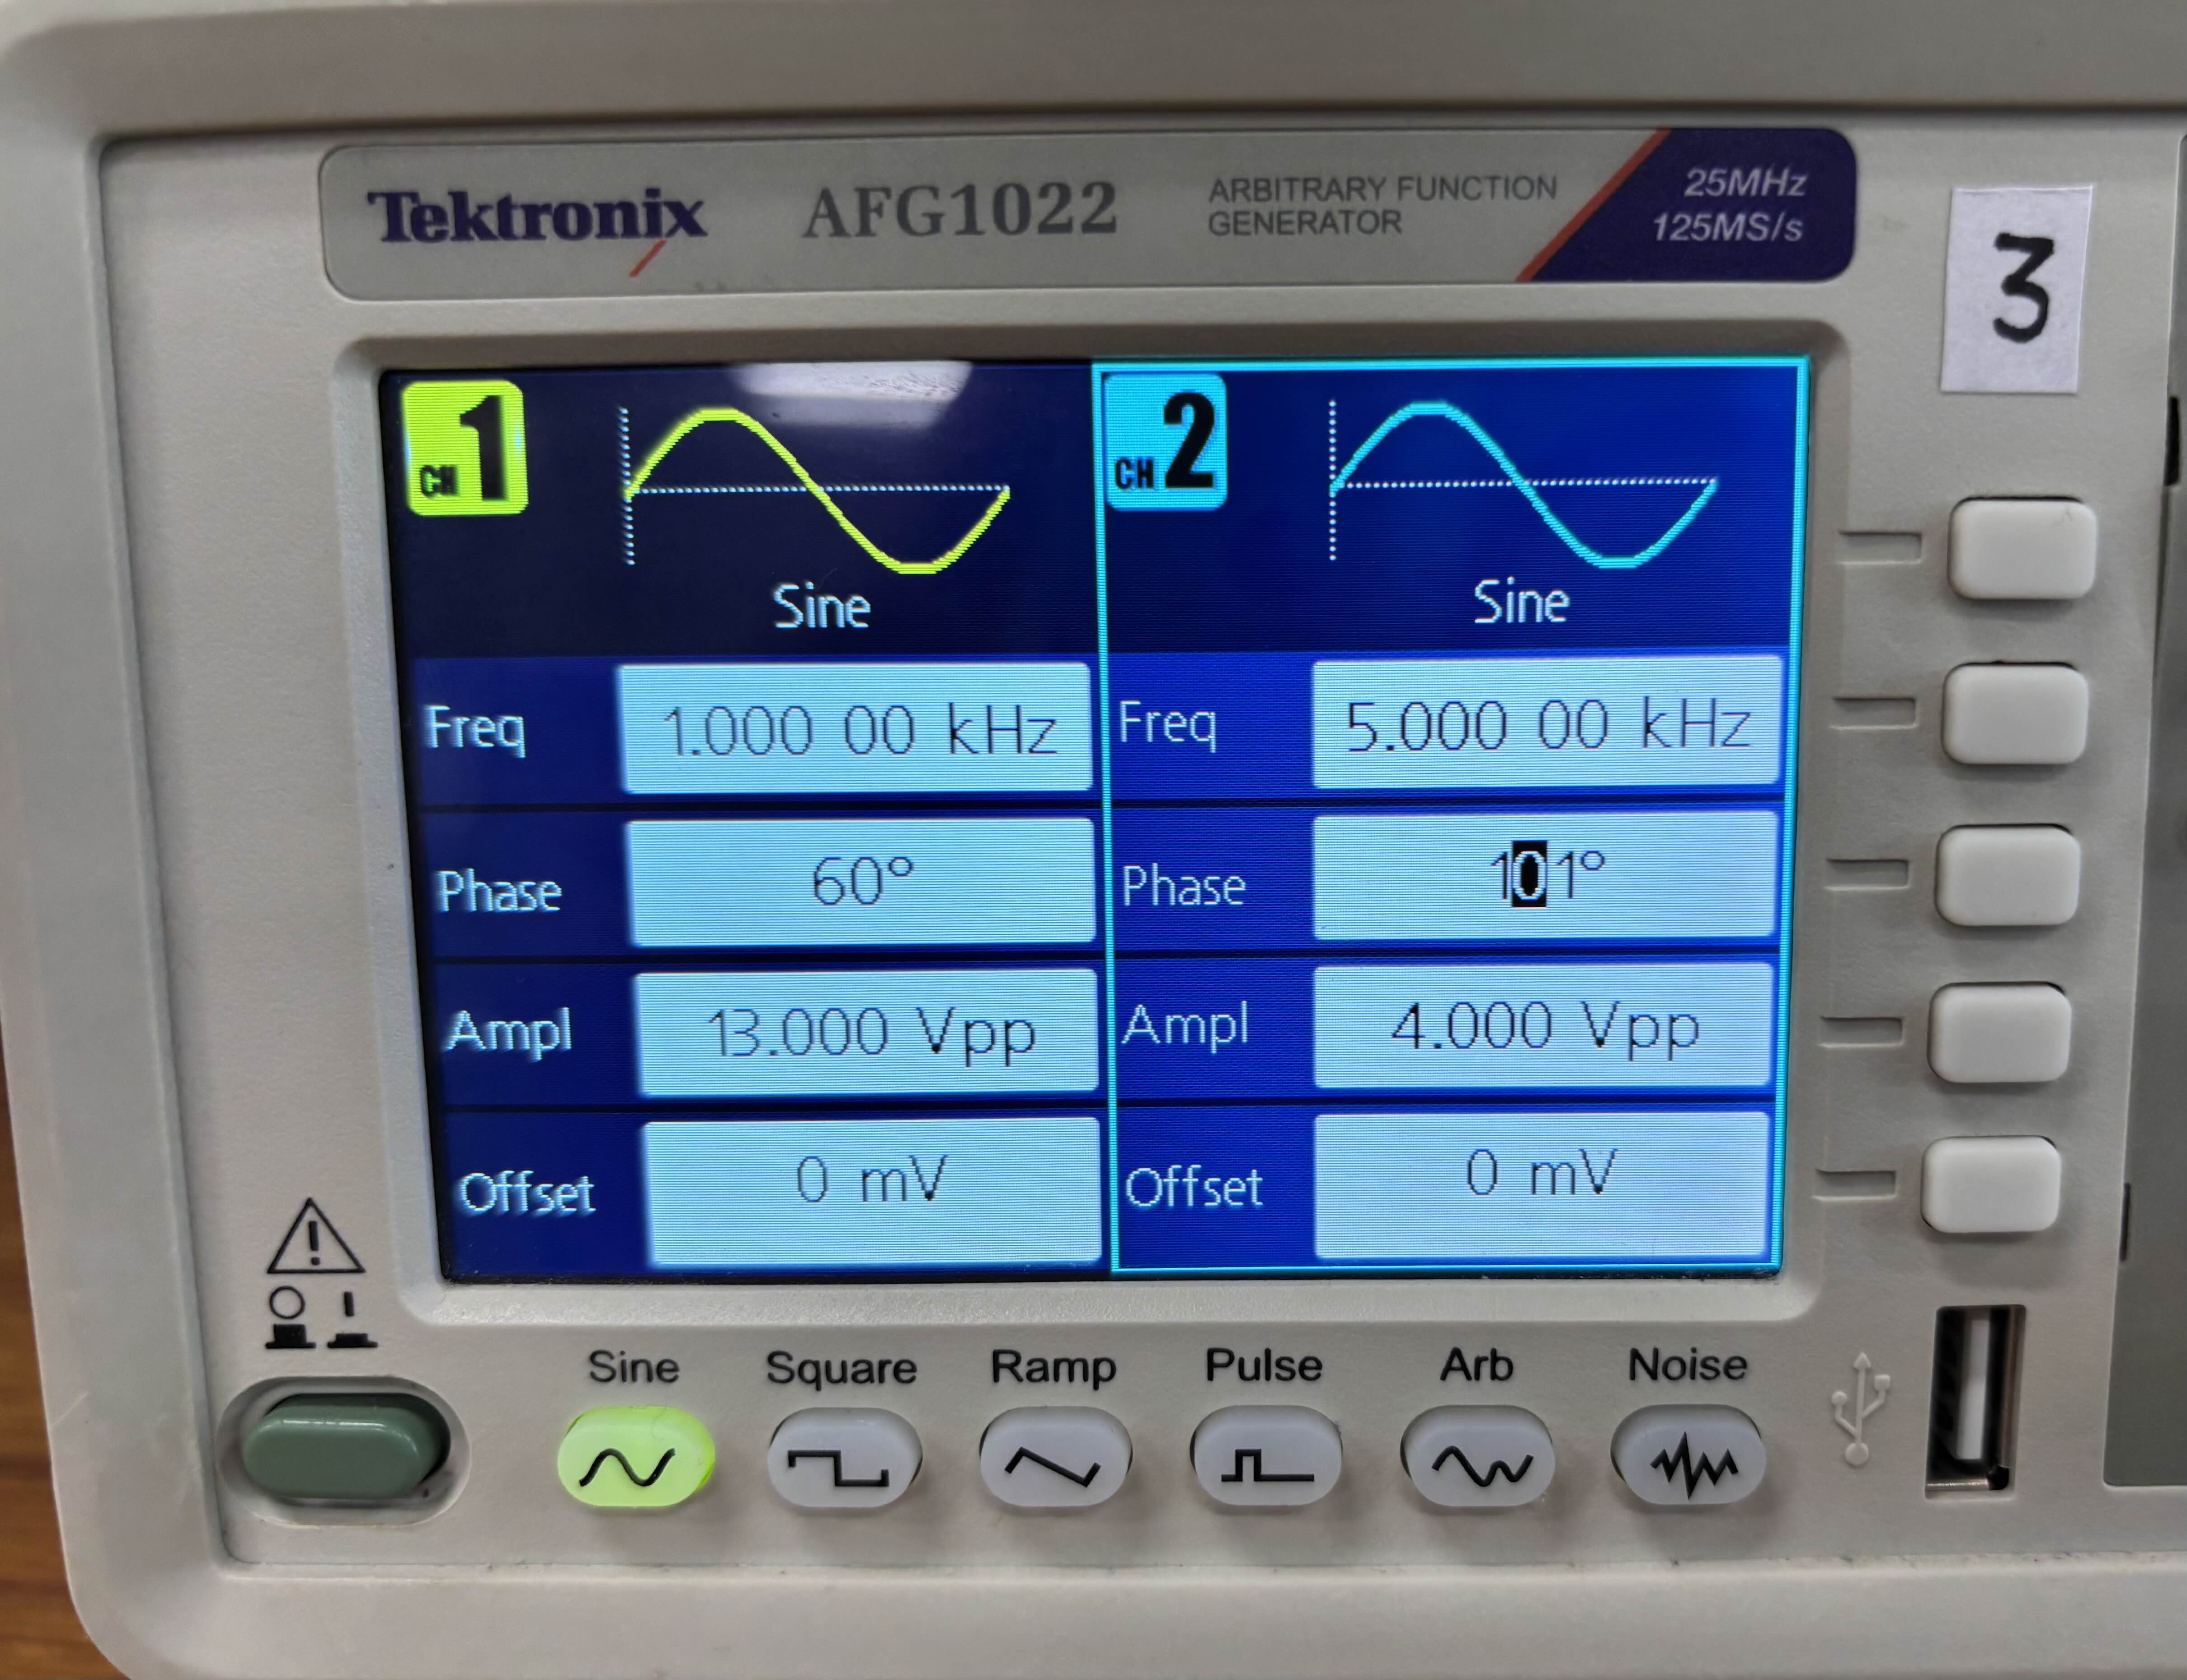 Tektronix AFG1022 ARBITRARY FUNCTION GENERATOR 25MHz 125MS/s
3
CH 1
Sine
Freq 1.000 00 kHz
Phase 60°
Ampl 13.000 Vpp
Offset 0 mV
CH 2
Sine
Freq 5.000 00 kHz
Phase 101°
Ampl 4.000 Vpp
Offset 0 mV
Sine Square Ramp Pulse Arb Noise